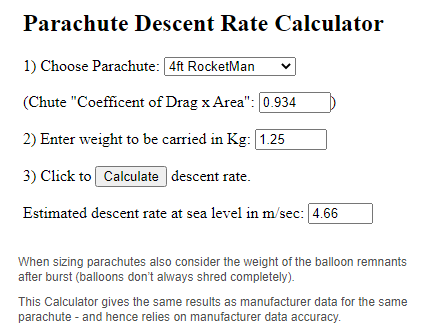 Parachute Descent Rate Calculator
1) Choose Parachute: 4ft RocketMan
(Chute "Coefficent of Drag x Area": 0.934)
2) Enter weight to be carried in Kg: 1.25
3) Click to Calculate descent rate.
Estimated descent rate at sea level in m/sec: 4.66
When sizing parachutes also consider the weight of the balloon remnants
after burst (balloons don't always shred completely).
This Calculator gives the same results as manufacturer data for the same
parachute - and hence relies on manufacturer data accuracy.